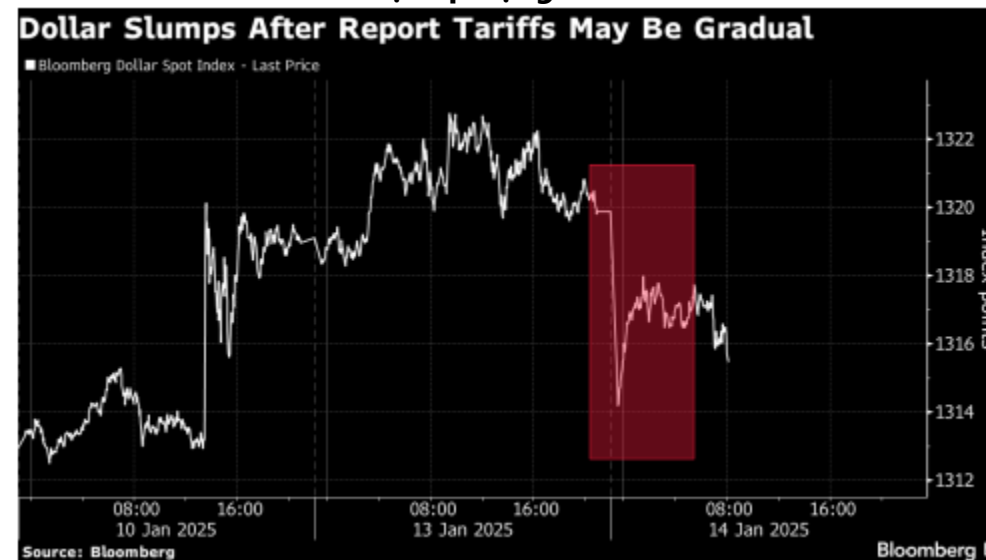 Dollar Slumps After Report Tariffs May Be Gradual
Bloomberg Dollar Spot Index - Last Price
1322
1320
1318
1316
1314
1312
08:00 16:00 08:00 16:00 08:00 16:00
10 Jan 2025 13 Jan 2025 14 Jan 2025
Source: Bloomberg
Bloomberg